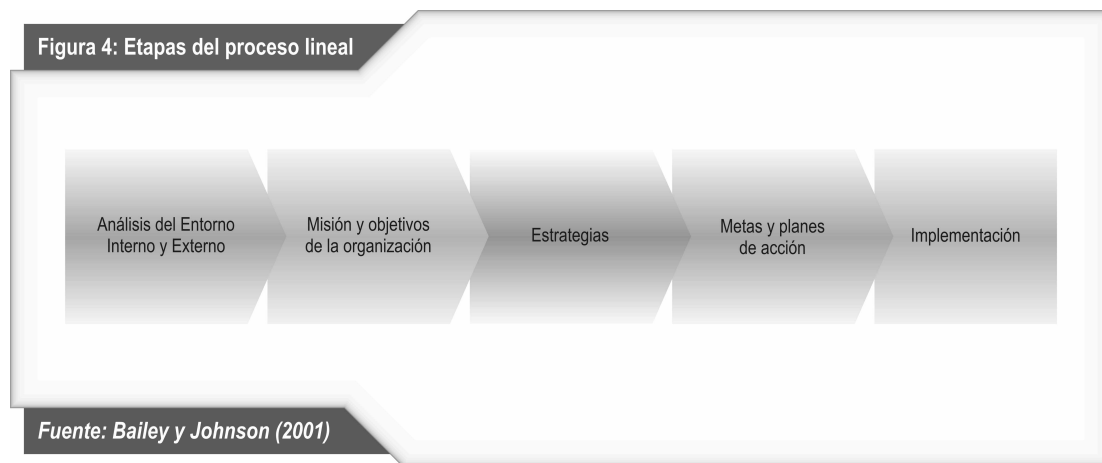 Figura 4: Etapas del proceso lineal
Análisis del Entorno
Interno y Externo
Misión y objetivos
de la organización
Estrategias
Metas y planes
de acción
Implementación
Fuente: Bailey y Johnson (2001)